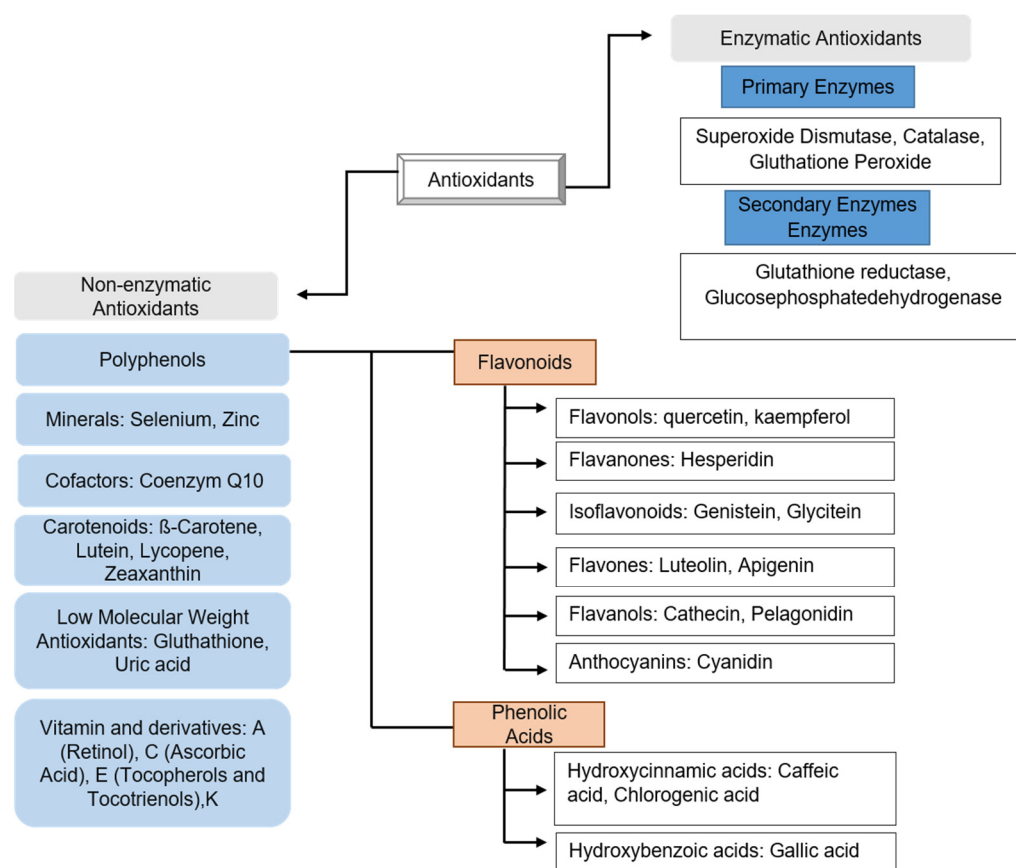 Enzymatic Antioxidants
Primary Enzymes
Superoxide Dismutase, Catalase,
Gluthatione Peroxide
Antioxidants
Secondary Enzymes
Enzymes
Glutathione reductase,
Glucosephosphatedehydrogenase
Non-enzymatic
Antioxidants
Polyphenols
Minerals: Selenium, Zinc
Cofactors: Coenzym Q10
Carotenoids: ß-Carotene,
Lutein, Lycopene,
Zeaxanthin
Low Molecular Weight
Antioxidants: Gluthathione,
Uric acid
Vitamin and derivatives: A
(Retinol), C (Ascorbic
Acid), E (Tocopherols and
Tocotrienols),K
Flavonoids
Flavonols: quercetin, kaempferol
Flavanones: Hesperidin
Isoflavonoids: Genistein, Glycitein
Flavones: Luteolin, Apigenin
Flavanols: Cathecin, Pelagonidin
Anthocyanins: Cyanidin
Phenolic
Acids
Hydroxycinnamic acids: Caffeic
acid, Chlorogenic acid
Hydroxybenzoic acids: Gallic acid